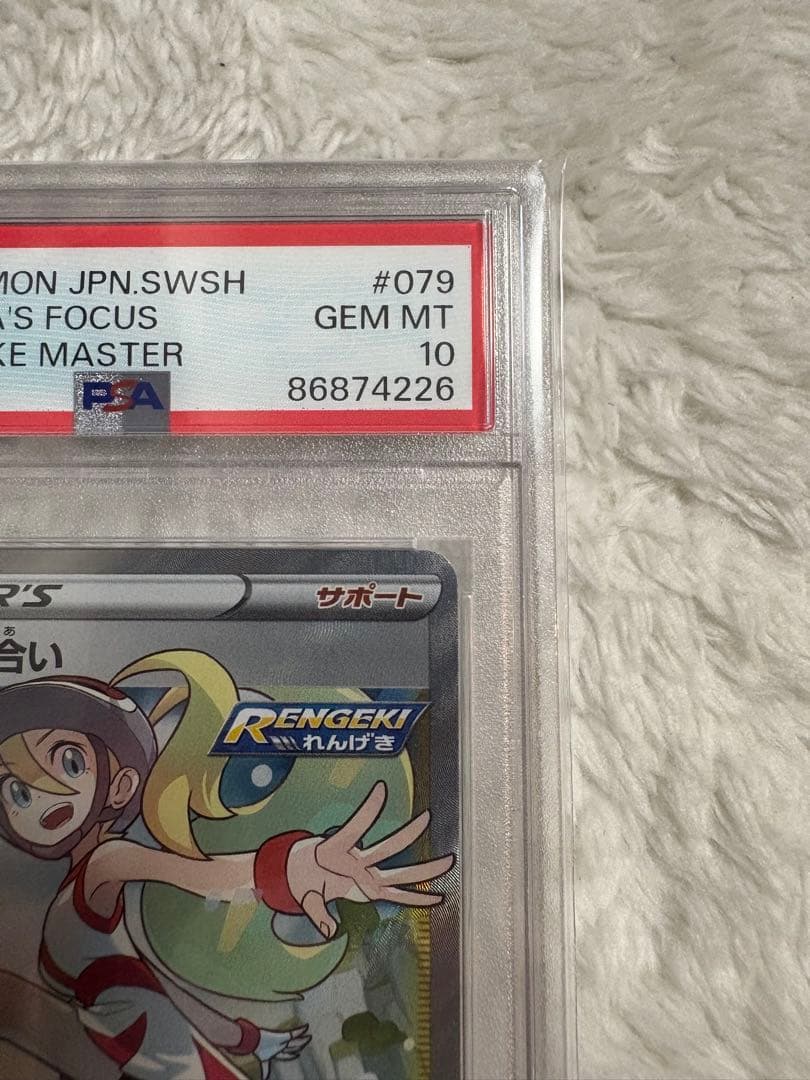 MON JPN.SWSH #079
A'S FOCUS GEM MT
KE MASTER 10
PSA 86874226
R'S サポート
あ
合い
RENGEKI
れんげき